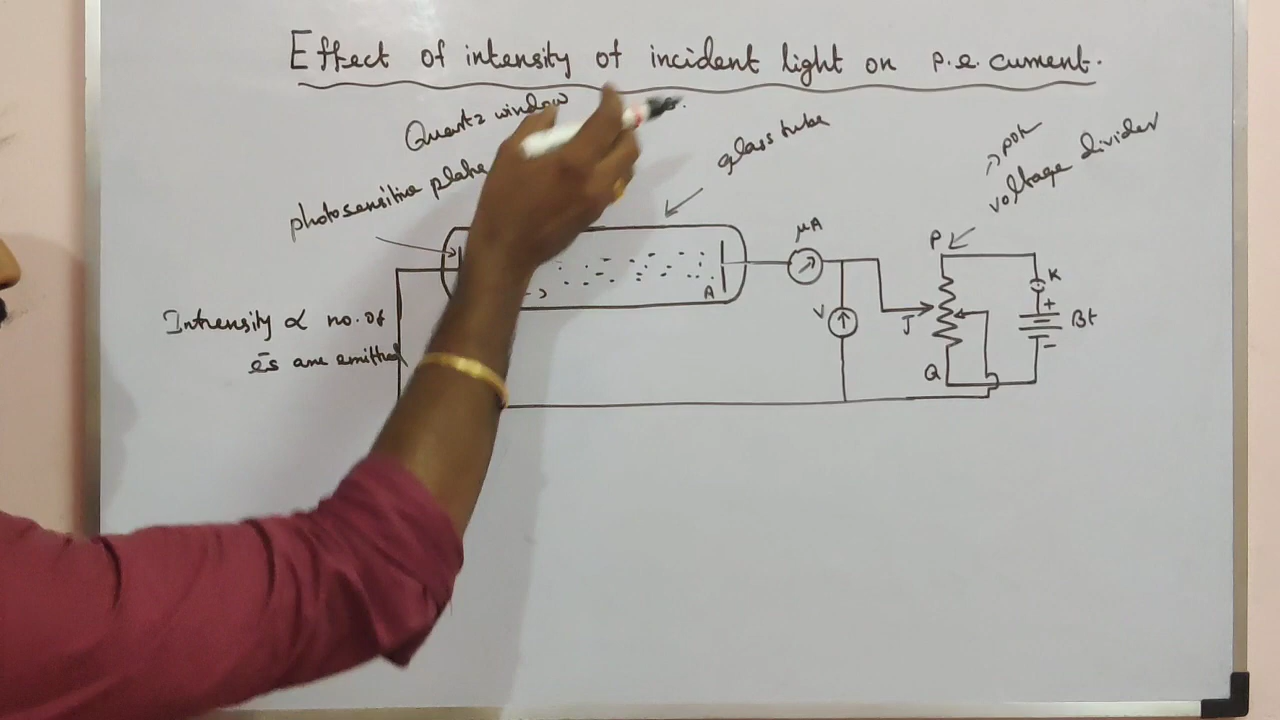 Effect of intensity of incident light on p.e. current.
Quartz window
glass tube
→ pot
voltage divider
photosensitive plate
μA
P
K
A
+
V
J
Bt
-
Q
Intensity ∝ no. of
ēs are emitted